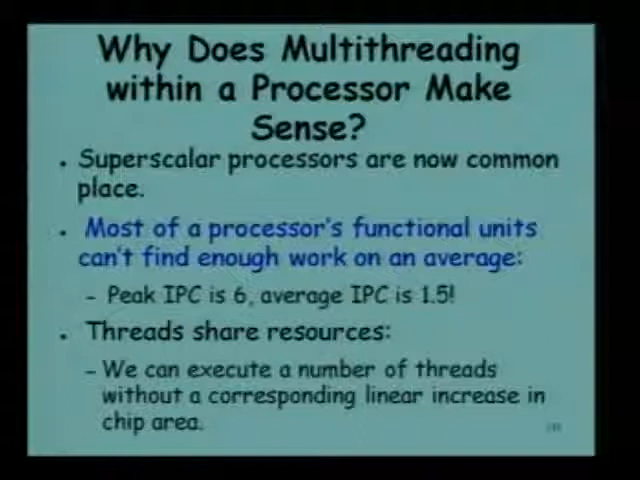 Why Does Multithreading
within a Processor Make
Sense?
• Superscalar processors are now common
place.
• Most of a processor's functional units
can't find enough work on an average:
– Peak IPC is 6, average IPC is 1.5!
• Threads share resources:
– We can execute a number of threads
without a corresponding linear increase in
chip area.